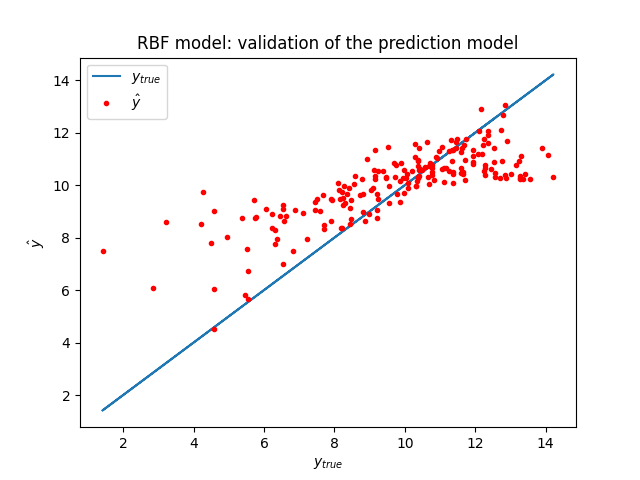 RBF model: validation of the prediction model
y_true
ŷ
14
12
10
8
6
4
2
ŷ
2 4 6 8 10 12 14
y_true